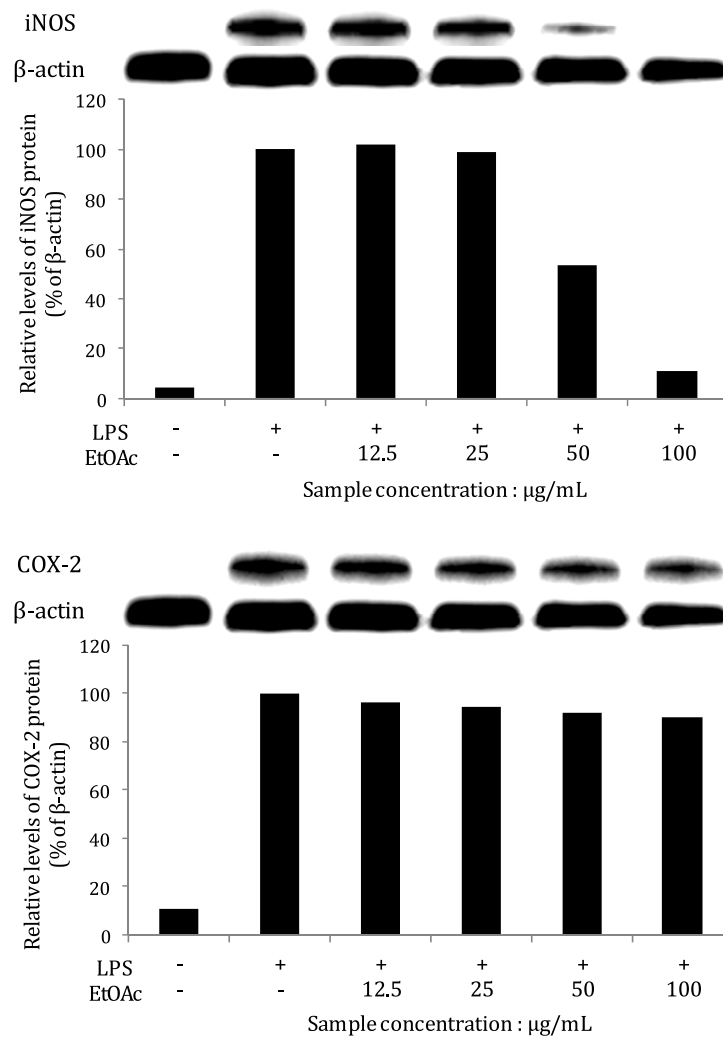 iNOS
β-actin
120
100
80
60
40
20
0
Relative levels of iNOS protein
(% of β-actin)
LPS - + + + + +
EtOAc - - 12.5 25 50 100
Sample concentration : µg/mL
COX-2
β-actin
120
100
80
60
40
20
0
Relative levels of COX-2 protein
(% of β-actin)
LPS - + + + + +
EtOAc - - 12.5 25 50 100
Sample concentration : µg/mL